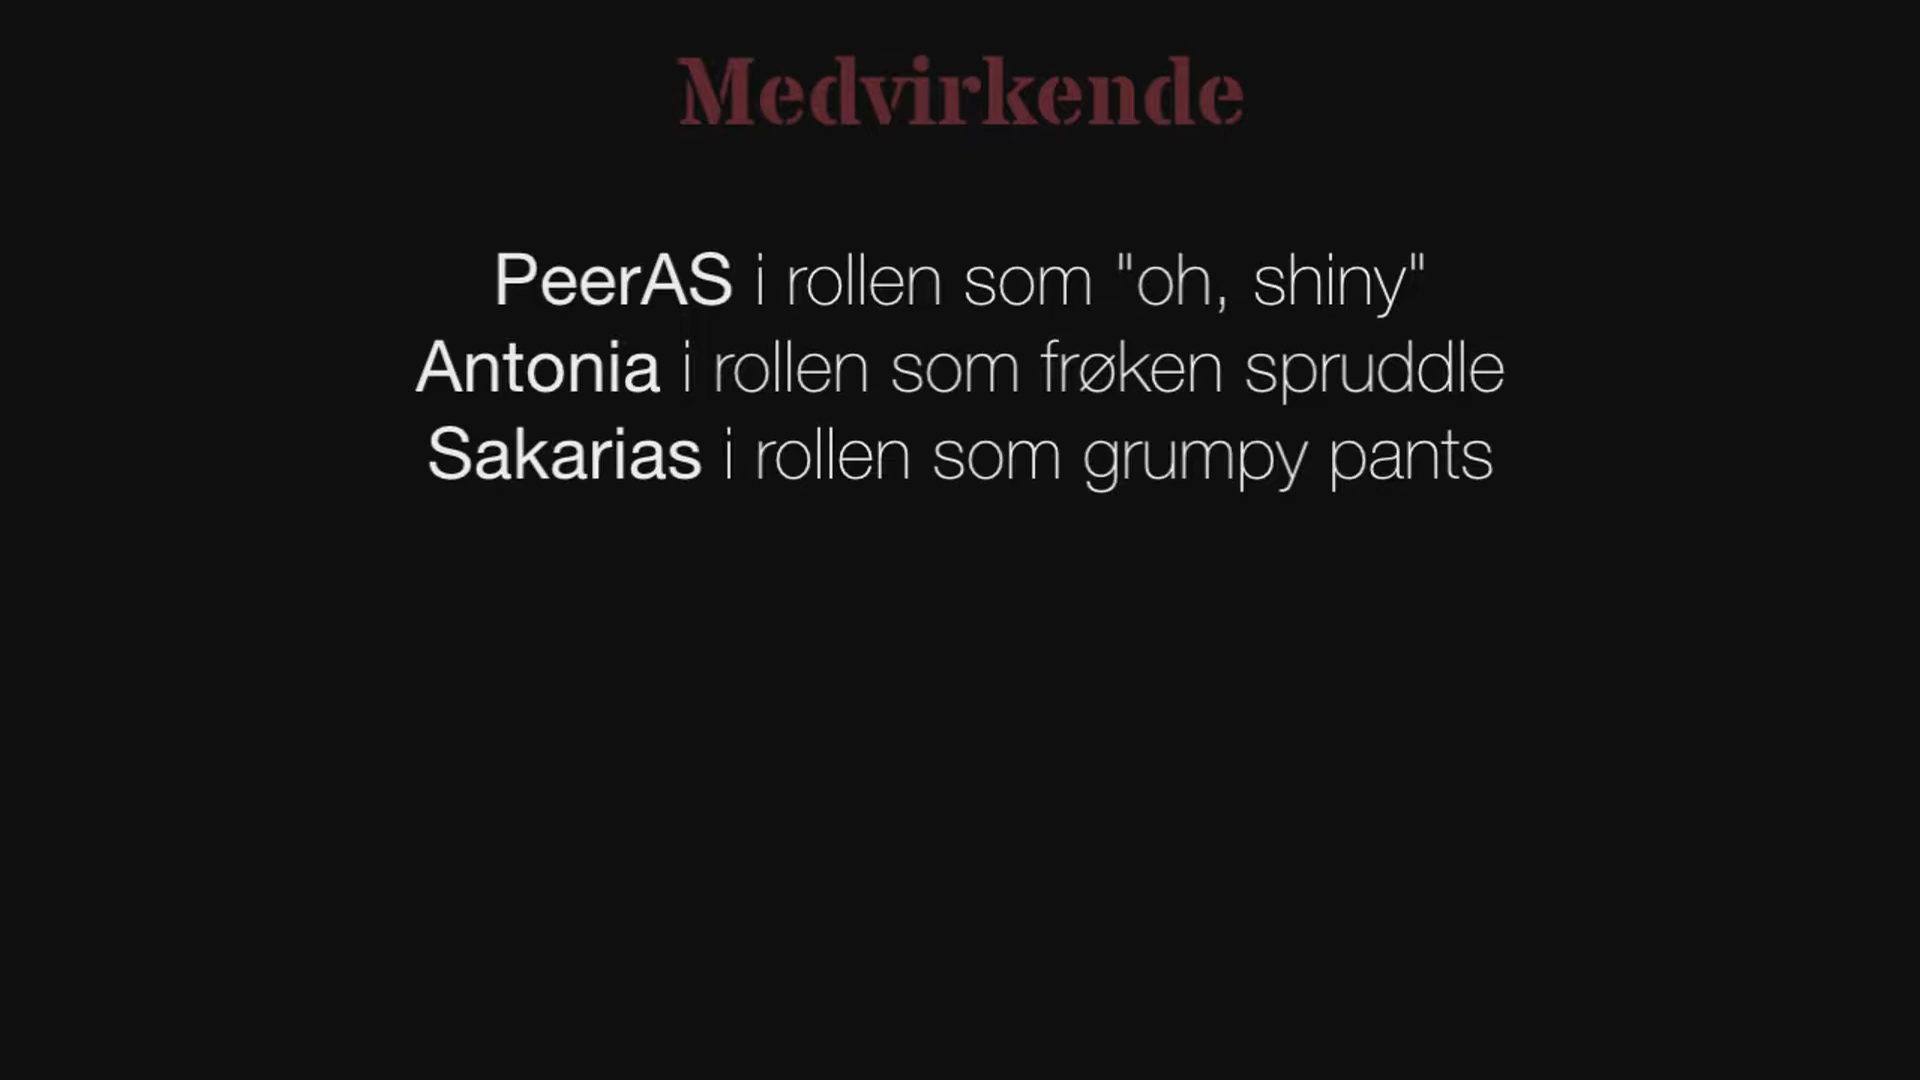 Medvirkende
PeerAS i rollen som "oh, shiny"
Antonia i rollen som frøken spruddle
Sakarias i rollen som grumpy pants